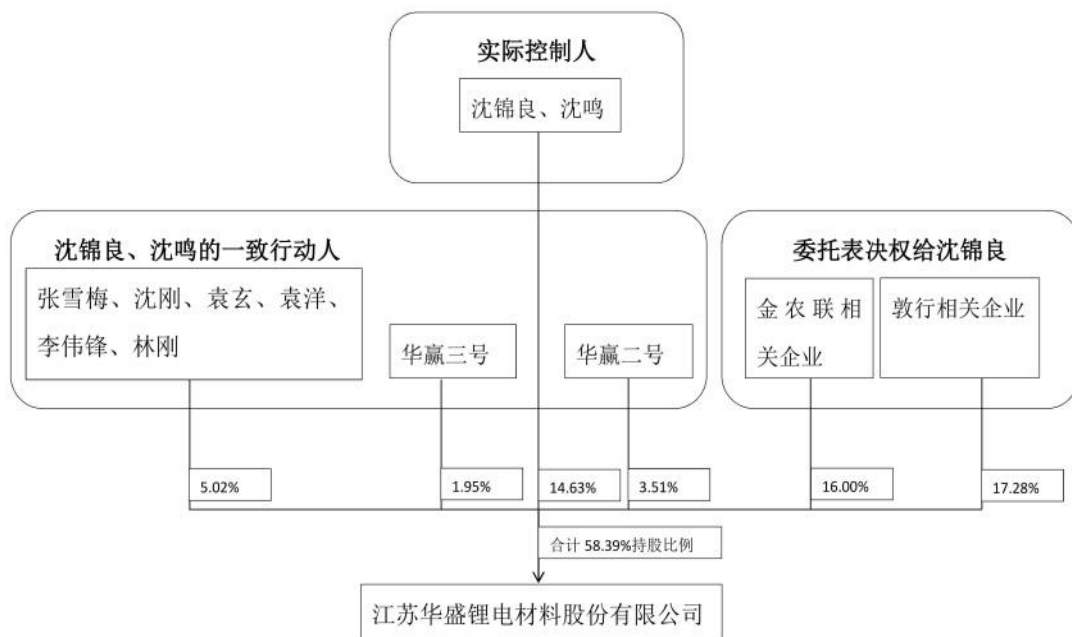 实际控制人
沈锦良、沈鸣
沈锦良、沈鸣的一致行动人
张雪梅、沈刚、袁玄、袁洋、
李伟锋、林刚
华赢三号
华赢二号
委托表决权给沈锦良
金农联相
关企业
敦行相关企业
5.02%
1.95%
14.63%
3.51%
16.00%
17.28%
合计 58.39%持股比例
江苏华盛锂电材料股份有限公司